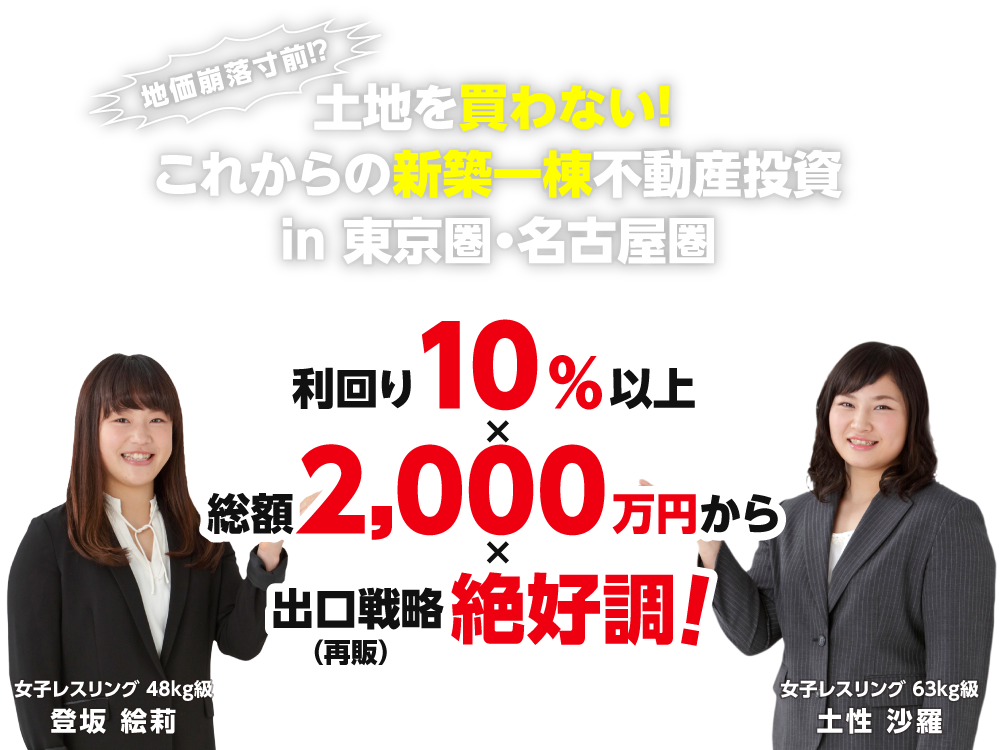 地価崩落寸前!?
土地を買わない!
これからの新築一棟不動産投資
in 東京圏・名古屋圏
利回り10%以上
×
総額2,000万円から
×
出口戦略絶好調!
(再販)
女子レスリング 48kg級
登坂 絵莉
女子レスリング 63kg級
土性 沙羅